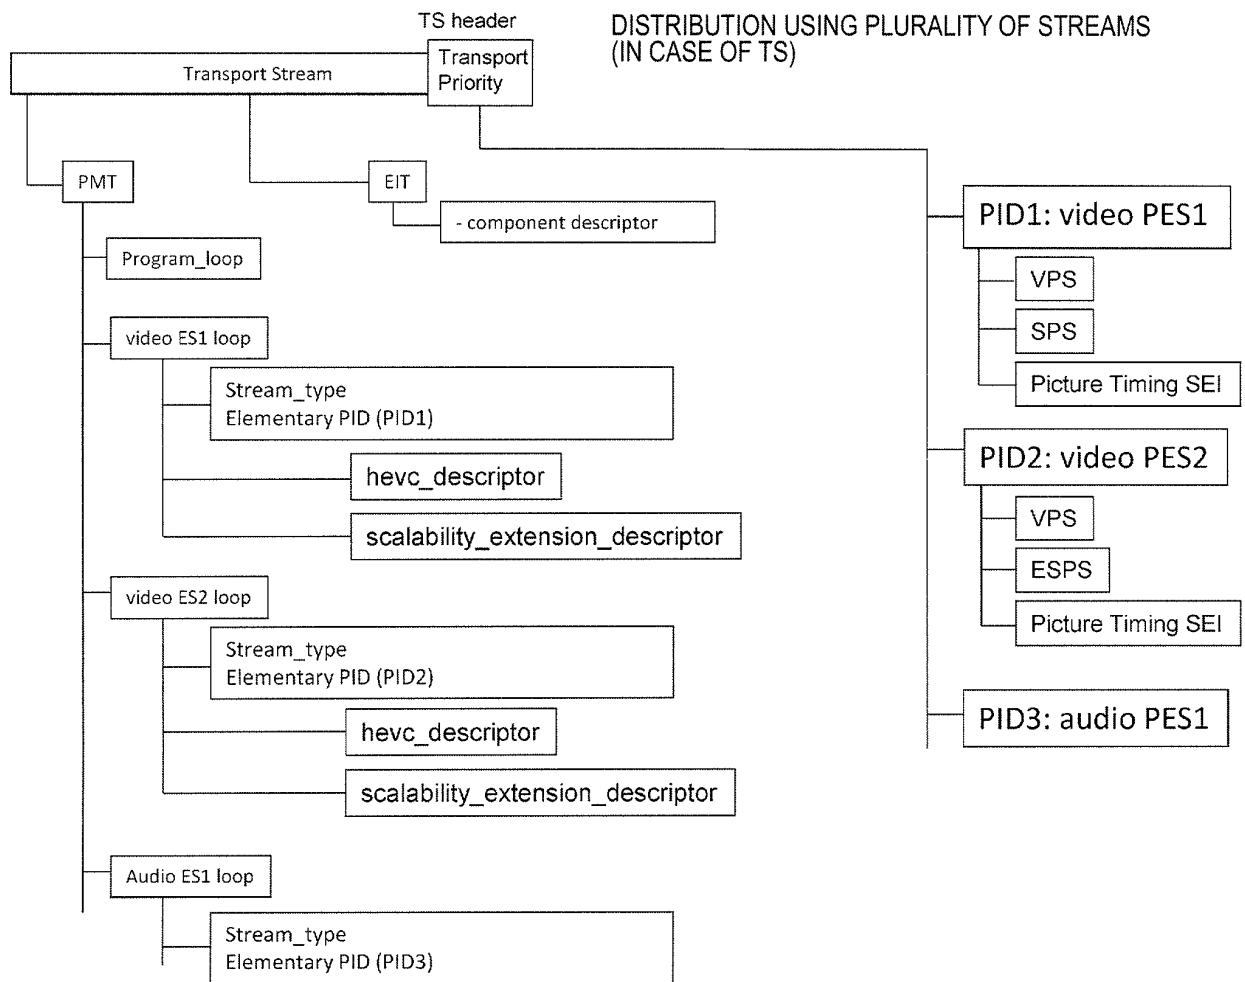 TS header
DISTRIBUTION USING PLURALITY OF STREAMS
(IN CASE OF TS)
Transport Stream
Transport
Priority
PMT
EIT
- component descriptor
Program_loop
video ES1 loop
Stream_type
Elementary PID (PID1)
hevc_descriptor
scalability_extension_descriptor
video ES2 loop
Stream_type
Elementary PID (PID2)
hevc_descriptor
scalability_extension_descriptor
Audio ES1 loop
Stream_type
Elementary PID (PID3)
PID1: video PES1
VPS
SPS
Picture Timing SEI
PID2: video PES2
VPS
ESPS
Picture Timing SEI
PID3: audio PES1